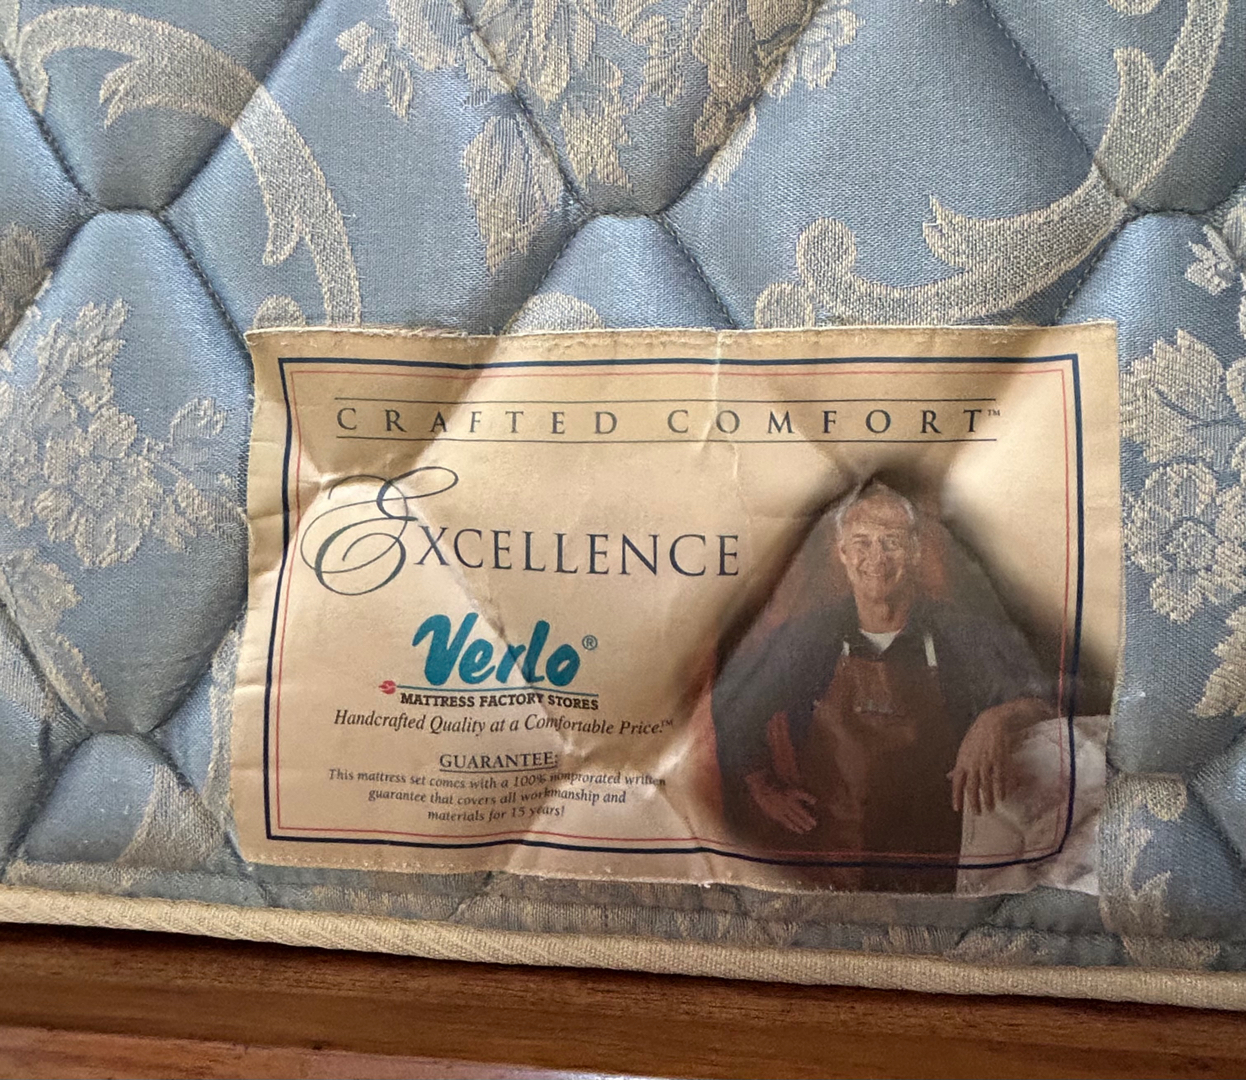 CRAFTED COMFORT™
EXCELLENCE
Verlo®
MATTRESS FACTORY STORES
Handcrafted Quality at a Comfortable Price.™
GUARANTEE:
This mattress set comes with a 100% nonprorated written
guarantee that covers all workmanship and
materials for 15 years!